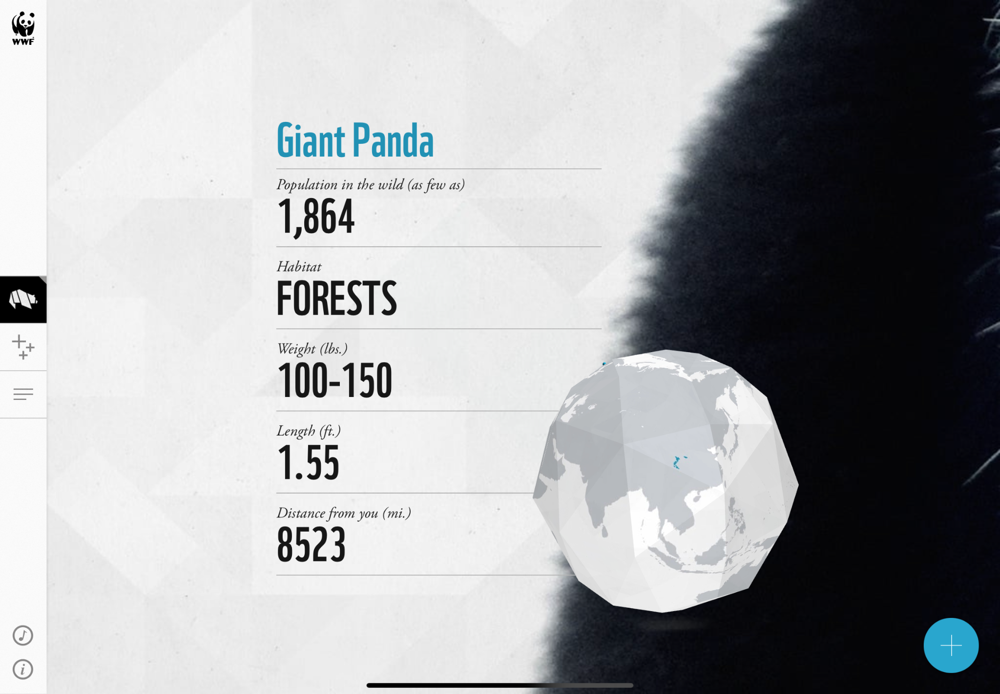 WWF
Giant Panda
Population in the wild (as few as)
1,864
Habitat
FORESTS
Weight (lbs.)
100-150
Length (ft.)
1.55
Distance from you (mi.)
8523
i